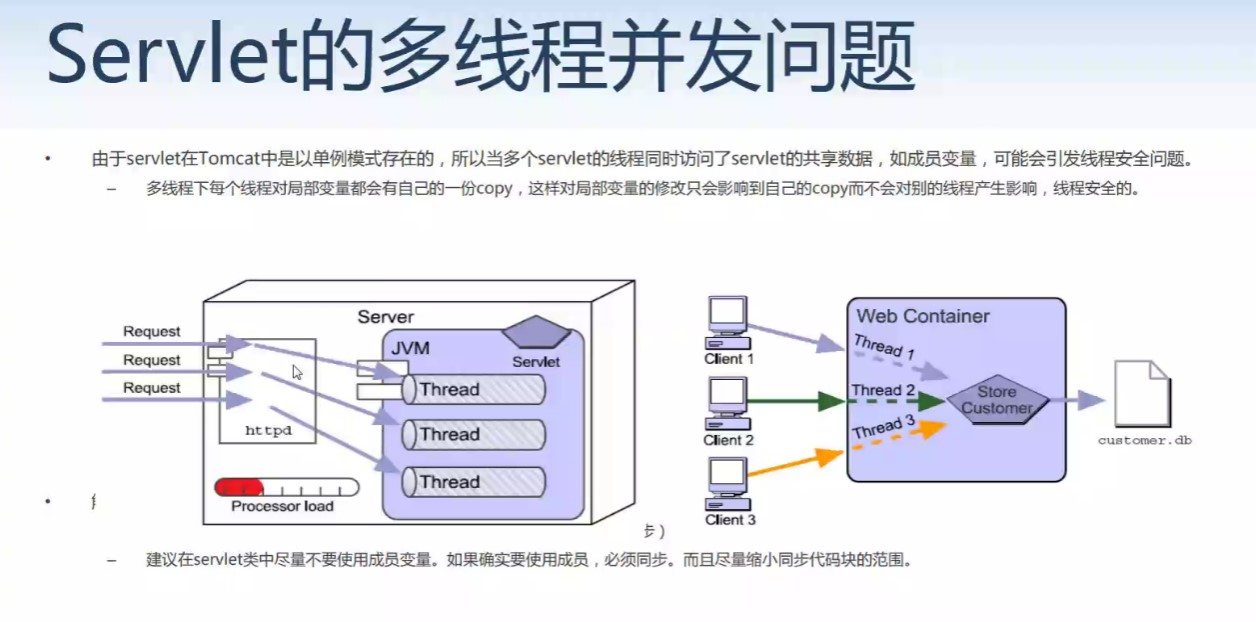 Servlet的多线程并发问题
• 由于servlet在Tomcat中是以单例模式存在的，所以当多个servlet的线程同时访问了servlet的共享数据，如成员变量，可能会引发线程安全问题。
– 多线程下每个线程对局部变量都会有自己的一份copy，这样对局部变量的修改只会影响到自己的copy而不会对别的线程产生影响，线程安全的。
Server
Request
Request
Request
httpd
Processor load
JVM
Servlet
Thread
Thread
Thread
Client 1
Client 2
Client 3
Web Container
Thread 1
Thread 2
Thread 3
Store
Customer
customer.db
•
步）
– 建议在servlet类中尽量不要使用成员变量。如果确实要使用成员，必须同步。而且尽量缩小同步代码块的范围。